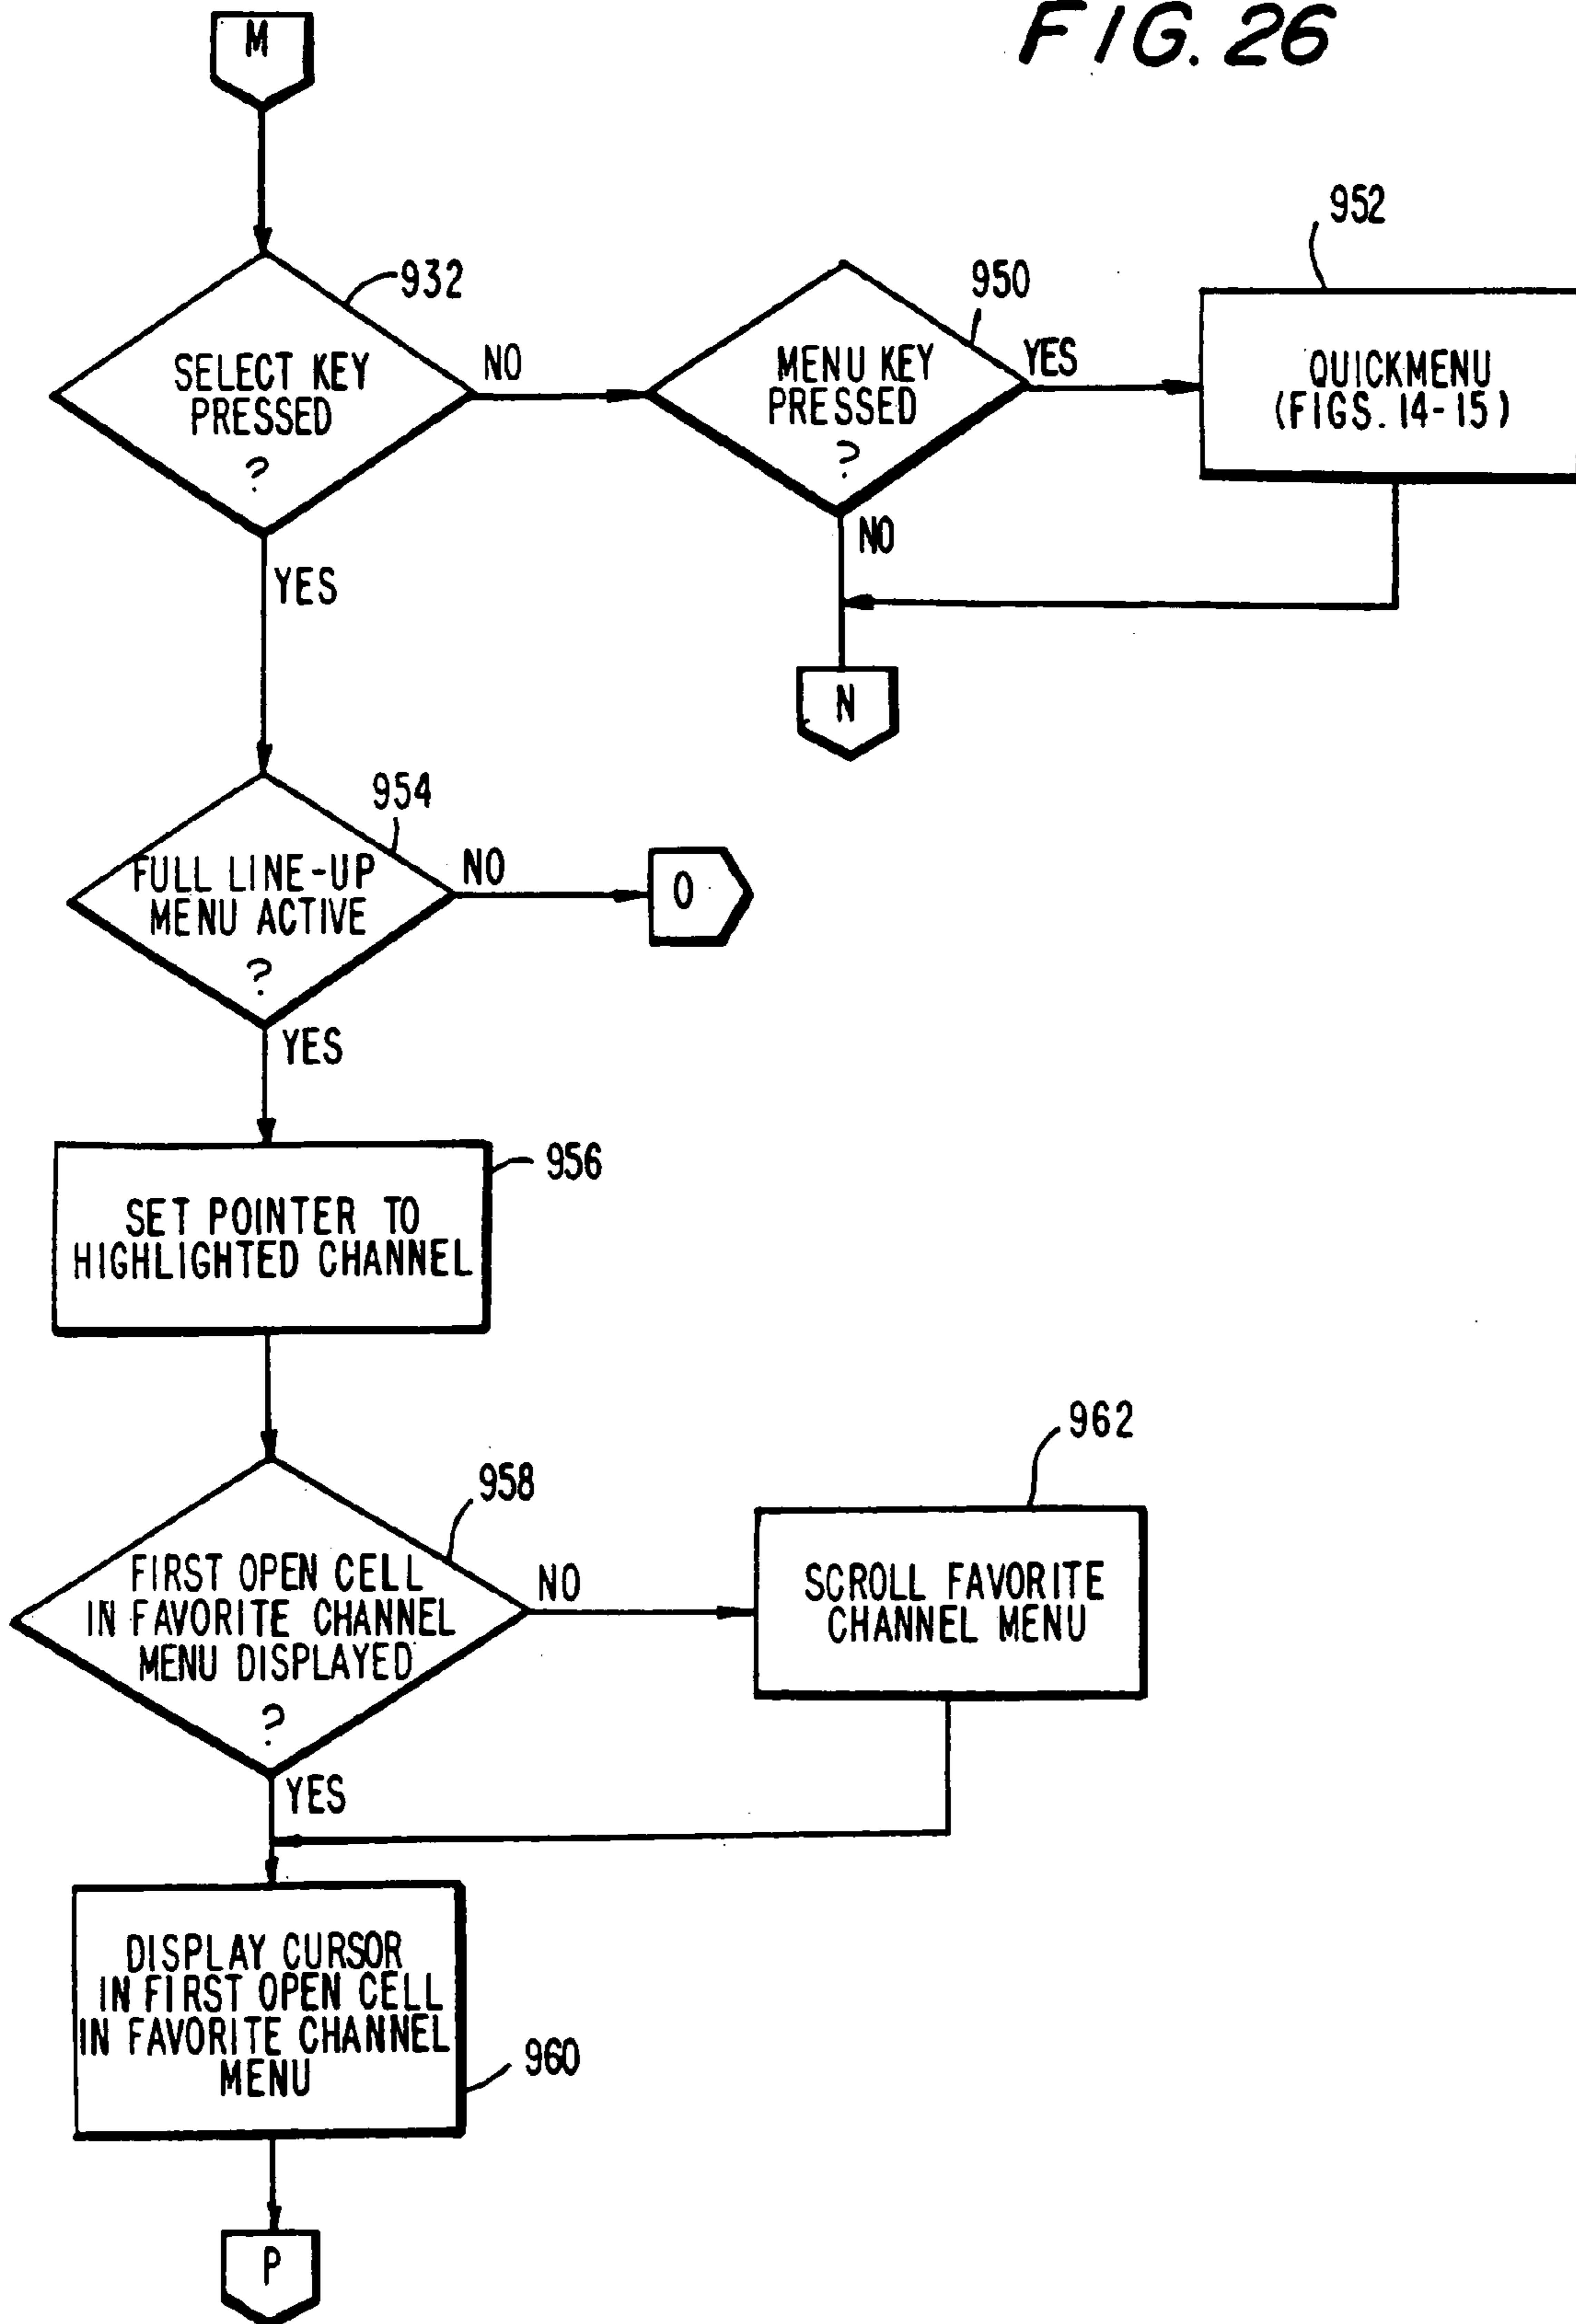 FIG. 26
M
932
SELECT KEY
PRESSED
?
NO
YES
950
MENU KEY
PRESSED
?
YES
NO
952
QUICKMENU
(FIGS. 14-15)
N
954
FULL LINE-UP
MENU ACTIVE
?
NO
O
YES
956
SET POINTER TO
HIGHLIGHTED CHANNEL
958
FIRST OPEN CELL
IN FAVORITE CHANNEL
MENU DISPLAYED
?
NO
962
SCROLL FAVORITE
CHANNEL MENU
YES
DISPLAY CURSOR
IN FIRST OPEN CELL
IN FAVORITE CHANNEL
MENU
960
P